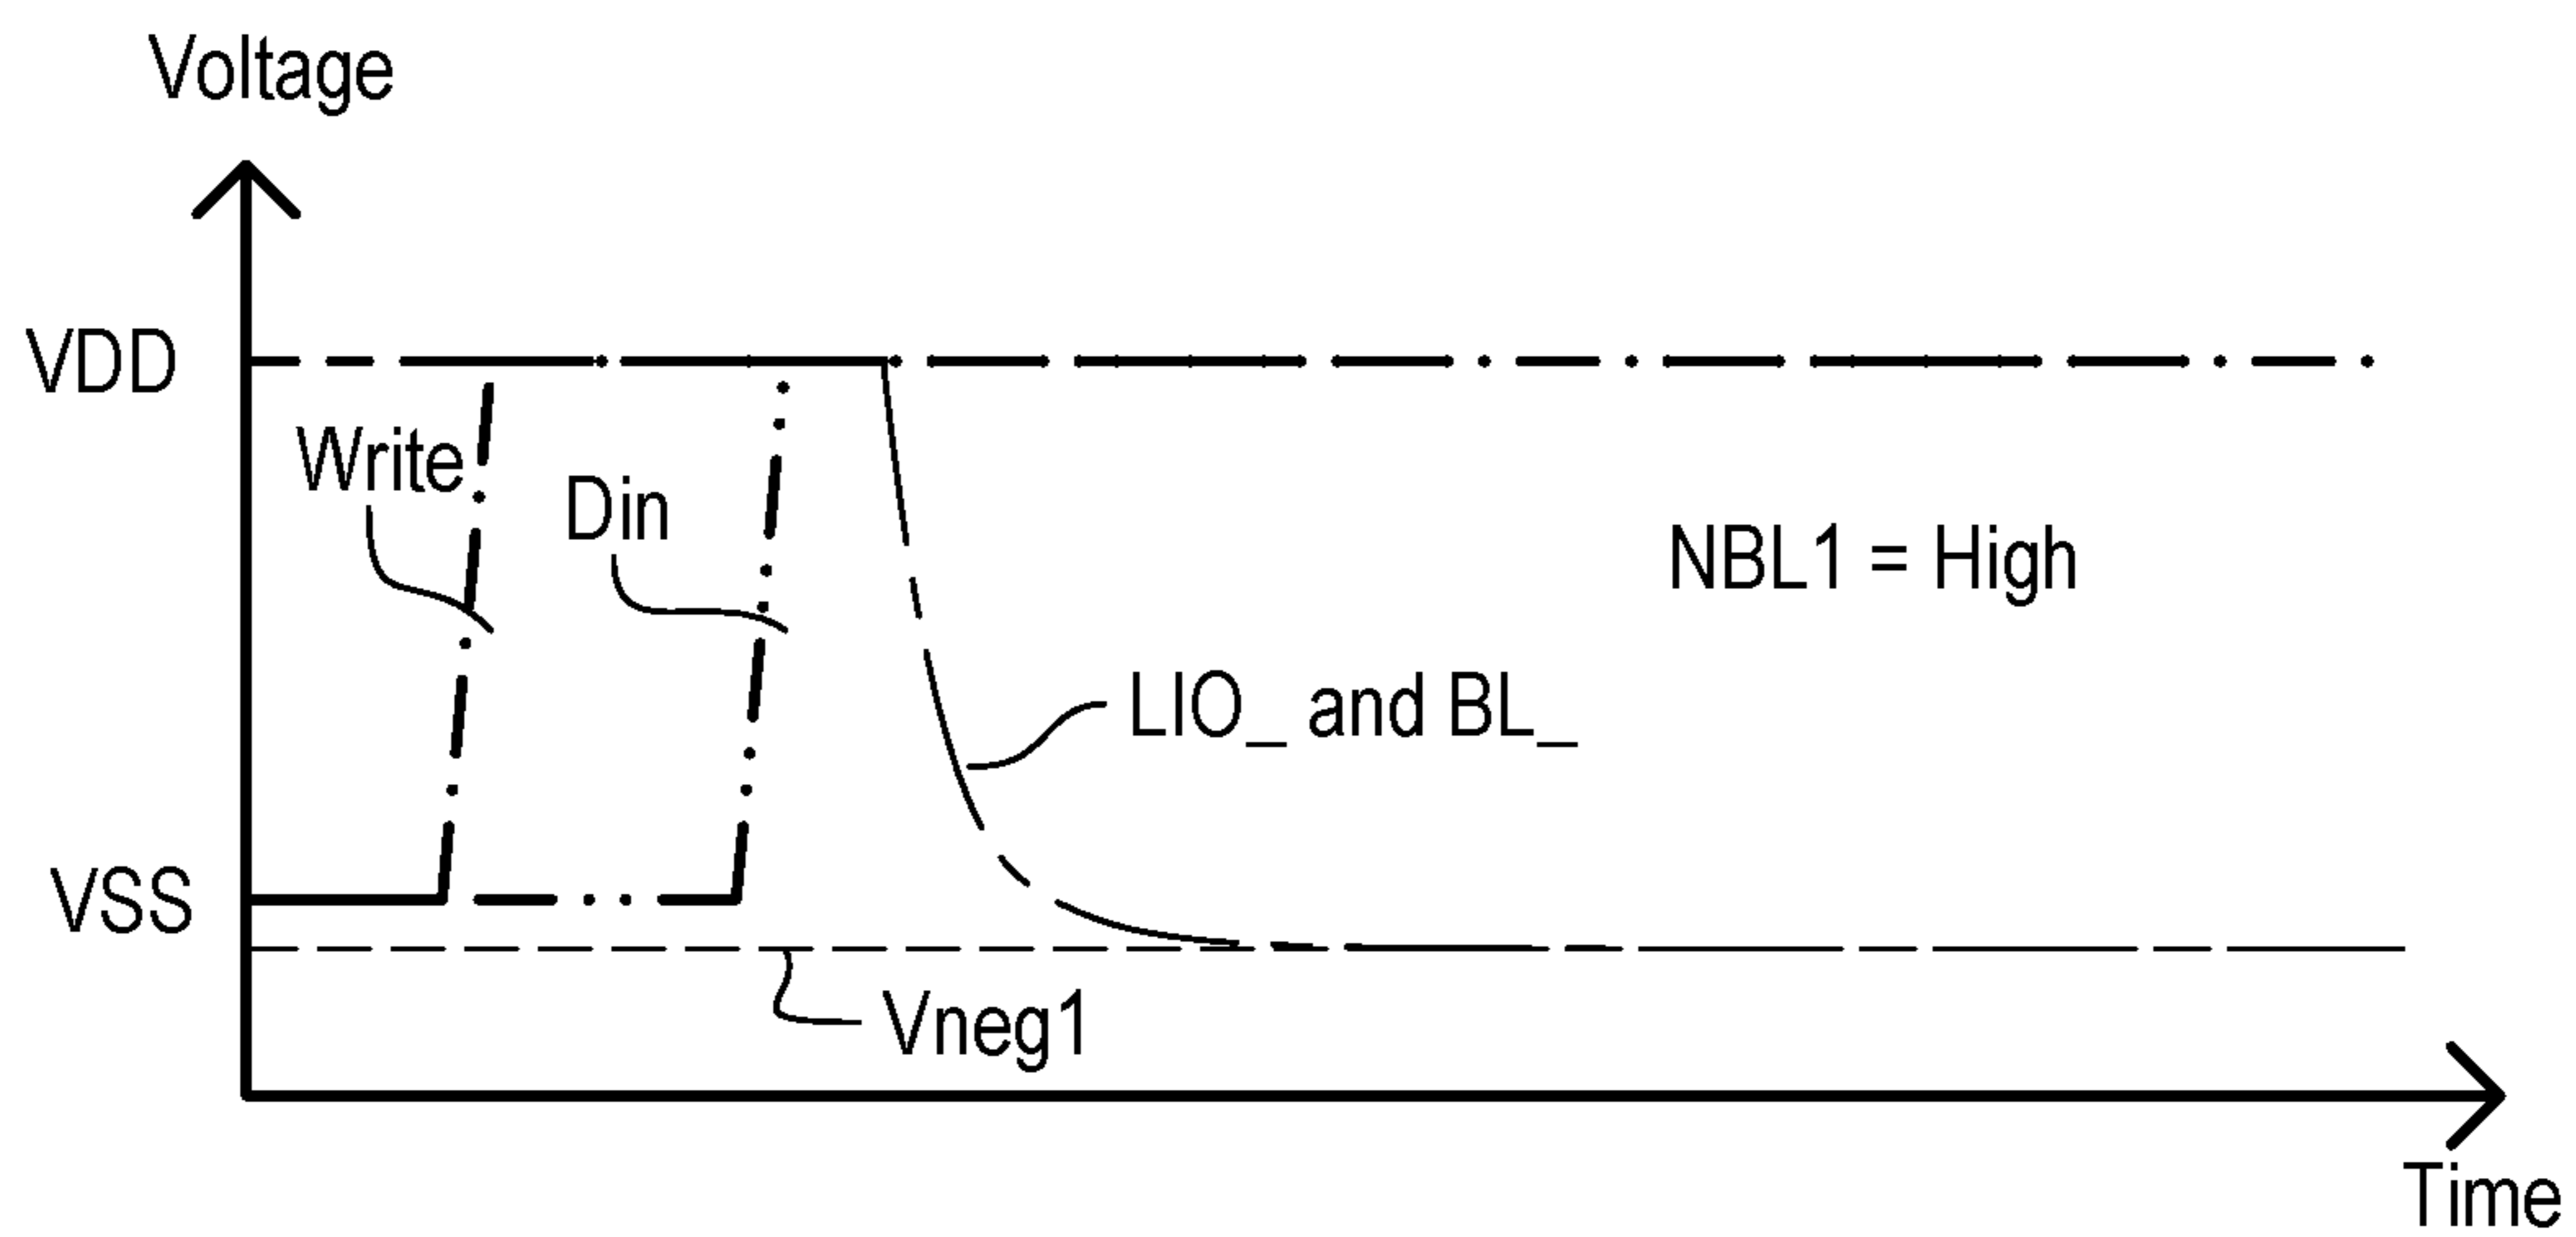 Voltage
VDD
Write
Din
NBL1 = High
LIO_ and BL_
VSS
Vneg1
Time